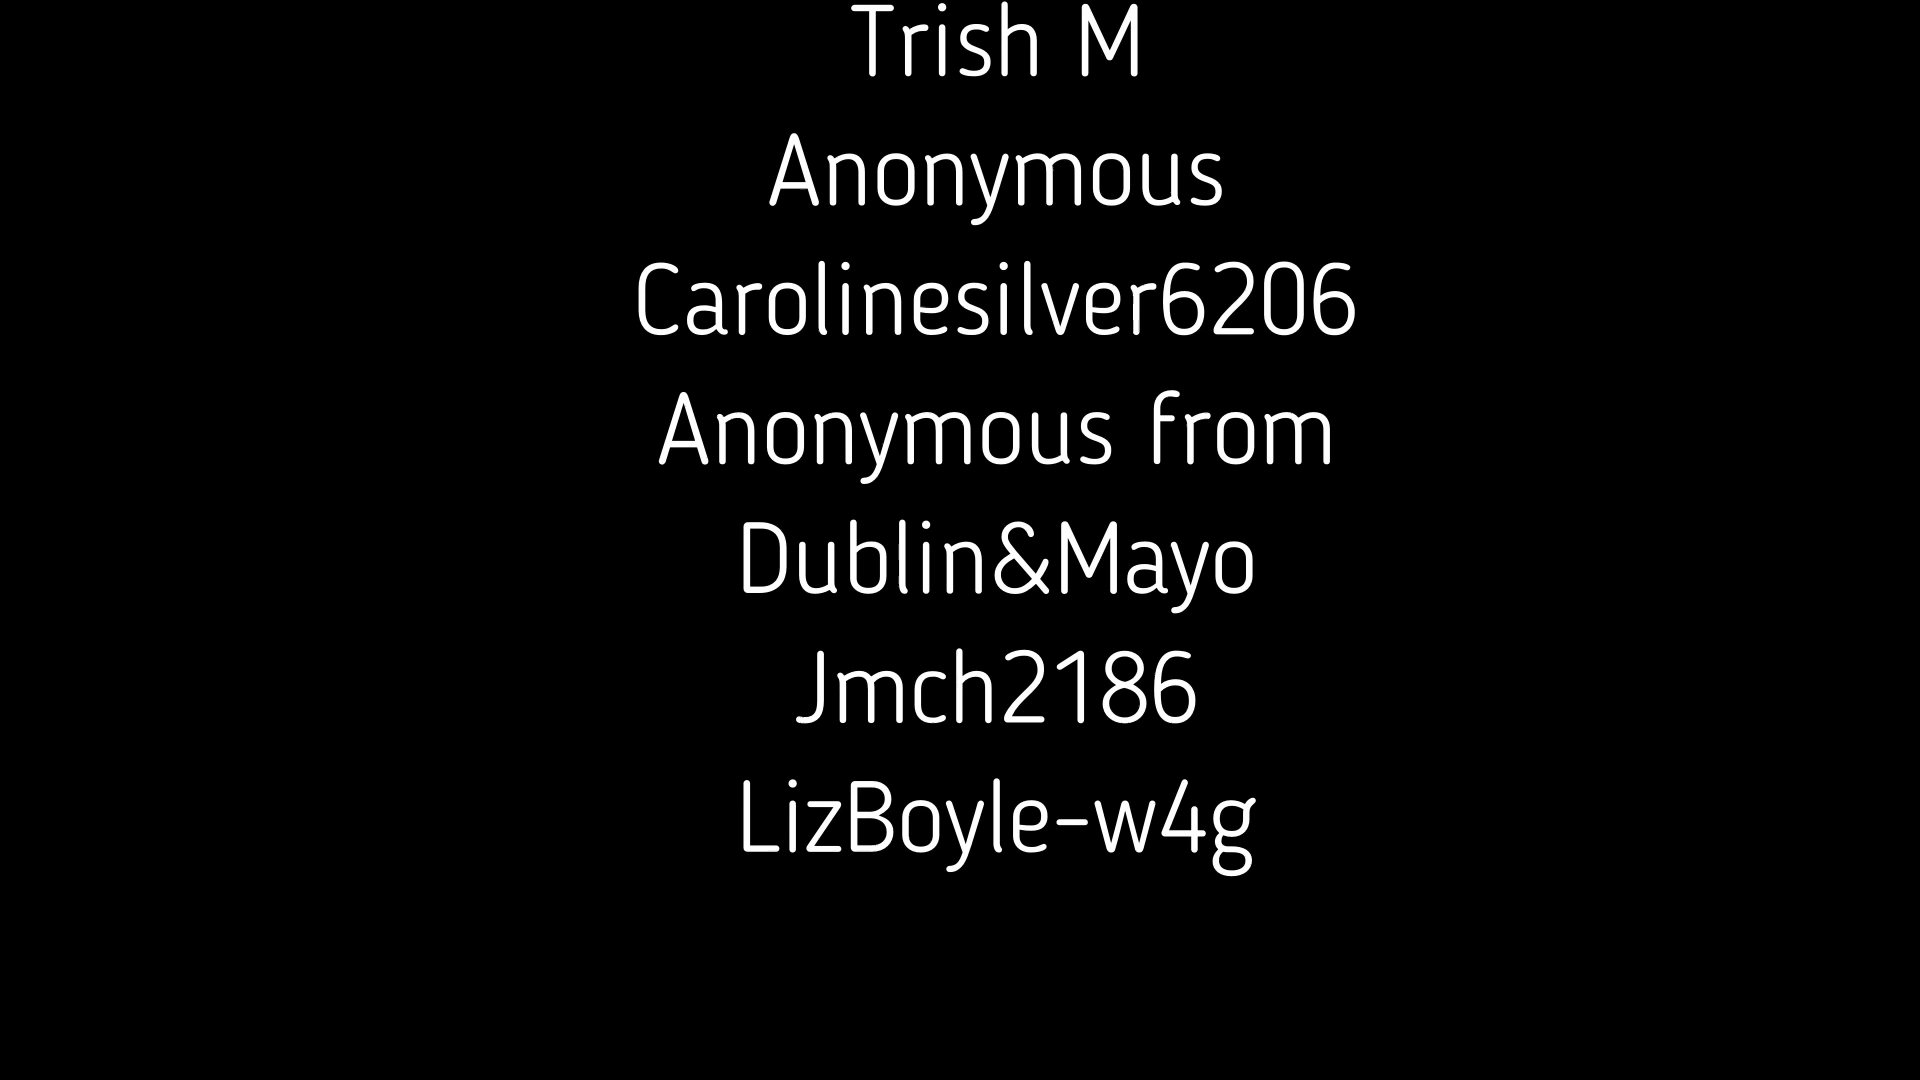 Trish M
Anonymous
Carolinesilver6206
Anonymous from
Dublin&Mayo
Jmch2186
LizBoyle-w4g